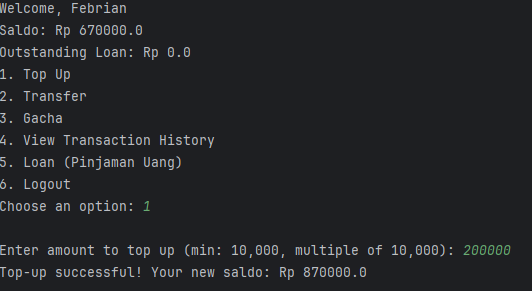 Welcome, Febrian
Saldo: Rp 670000.0
Outstanding Loan: Rp 0.0
1. Top Up
2. Transfer
3. Gacha
4. View Transaction History
5. Loan (Pinjaman Uang)
6. Logout
Choose an option: 1
Enter amount to top up (min: 10,000, multiple of 10,000): 200000
Top-up successful! Your new saldo: Rp 870000.0